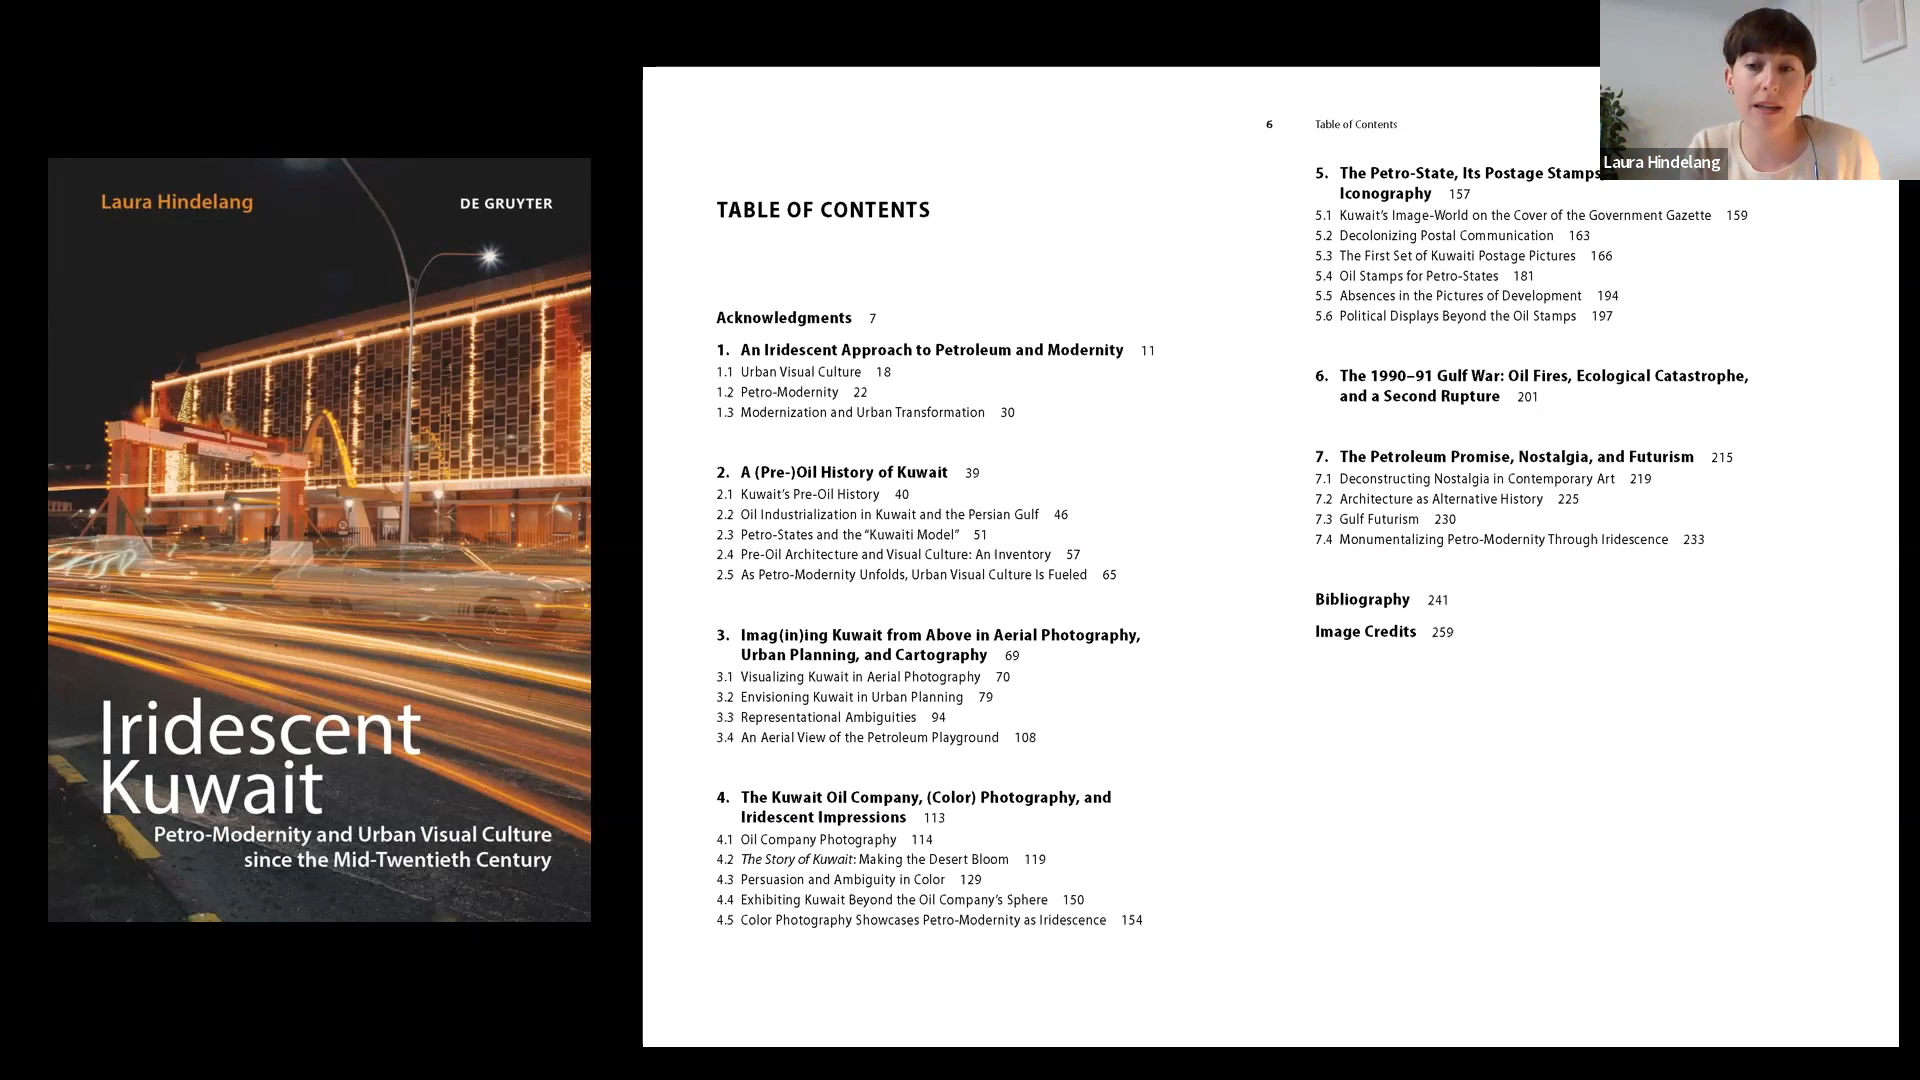 Laura Hindelang
DE GRUYTER
Iridescent
Kuwait
Petro-Modernity and Urban Visual Culture
since the Mid-Twentieth Century
TABLE OF CONTENTS
Acknowledgments 7
1. An Iridescent Approach to Petroleum and Modernity 11
1.1 Urban Visual Culture 18
1.2 Petro-Modernity 22
1.3 Modernization and Urban Transformation 30
2. A (Pre-)Oil History of Kuwait 39
2.1 Kuwait's Pre-Oil History 40
2.2 Oil Industrialization in Kuwait and the Persian Gulf 46
2.3 Petro-States and the “Kuwaiti Model” 51
2.4 Pre-Oil Architecture and Visual Culture: An Inventory 57
2.5 As Petro-Modernity Unfolds, Urban Visual Culture Is Fueled 65
3. Imag(in)ing Kuwait from Above in Aerial Photography,
Urban Planning, and Cartography 69
3.1 Visualizing Kuwait in Aerial Photography 70
3.2 Envisioning Kuwait in Urban Planning 79
3.3 Representational Ambiguities 94
3.4 An Aerial View of the Petroleum Playground 108
4. The Kuwait Oil Company, (Color) Photography, and
Iridescent Impressions 113
4.1 Oil Company Photography 114
4.2 The Story of Kuwait: Making the Desert Bloom 119
4.3 Persuasion and Ambiguity in Color 129
4.4 Exhibiting Kuwait Beyond the Oil Company's Sphere 150
4.5 Color Photography Showcases Petro-Modernity as Iridescence 154
6 Table of Contents
5. The Petro-State, Its Postage Stamps
Iconography 157
5.1 Kuwait's Image-World on the Cover of the Government Gazette 159
5.2 Decolonizing Postal Communication 163
5.3 The First Set of Kuwaiti Postage Pictures 166
5.4 Oil Stamps for Petro-States 181
5.5 Absences in the Pictures of Development 194
5.6 Political Displays Beyond the Oil Stamps 197
6. The 1990–91 Gulf War: Oil Fires, Ecological Catastrophe,
and a Second Rupture 201
7. The Petroleum Promise, Nostalgia, and Futurism 215
7.1 Deconstructing Nostalgia in Contemporary Art 219
7.2 Architecture as Alternative History 225
7.3 Gulf Futurism 230
7.4 Monumentalizing Petro-Modernity Through Iridescence 233
Bibliography 241
Image Credits 259
Laura Hindelang